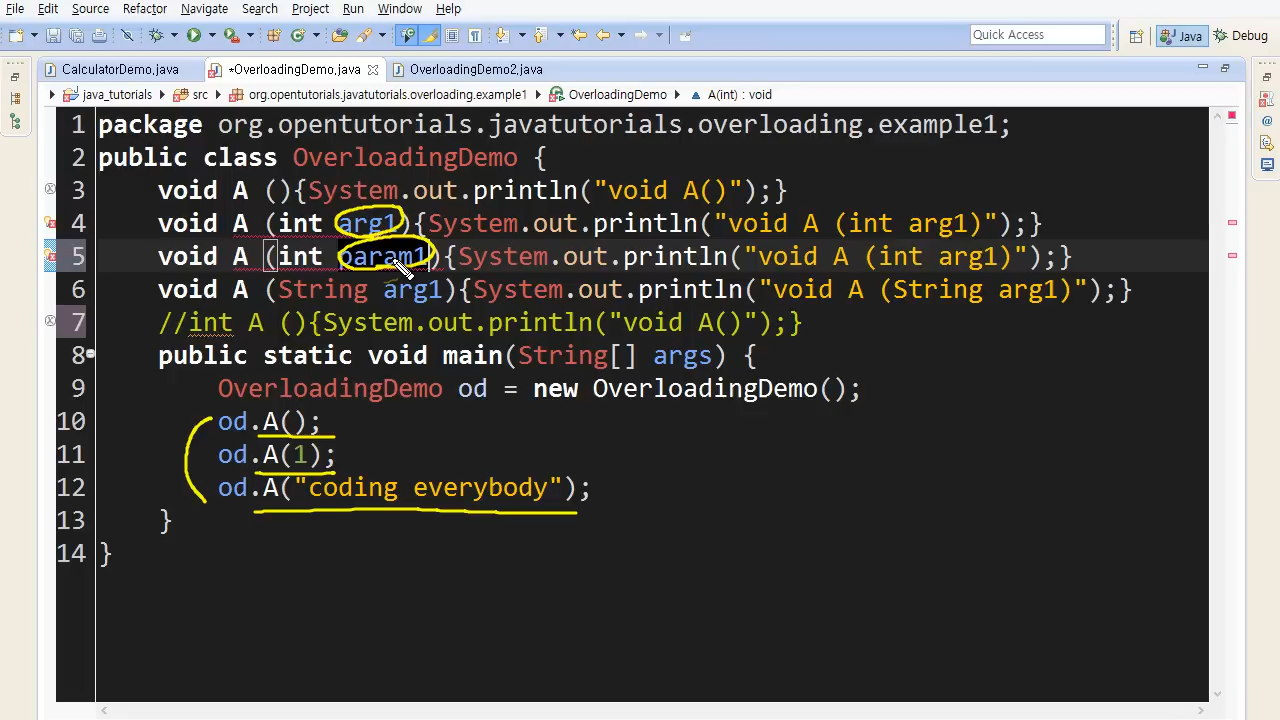 File Edit Source Refactor Navigate Search Project Run Window Help
Quick Access Java Debug
CalculatorDemo.java *OverloadingDemo.java OverloadingDemo2.java
java_tutorials src org.opentutorials.javatutorials.overloading.example1 OverloadingDemo A(int) : void
1 package org.opentutorials.javatutorials.overloading.example1;
2 public class OverloadingDemo {
3 void A (){System.out.println("void A()");}
4 void A (int arg1){System.out.println("void A (int arg1)");}
5 void A (int param1){System.out.println("void A (int arg1)");}
6 void A (String arg1){System.out.println("void A (String arg1)");}
7 //int A (){System.out.println("void A()");}
8 public static void main(String[] args) {
9 OverloadingDemo od = new OverloadingDemo();
10 od.A();
11 od.A(1);
12 od.A("coding everybody");
13 }
14 }